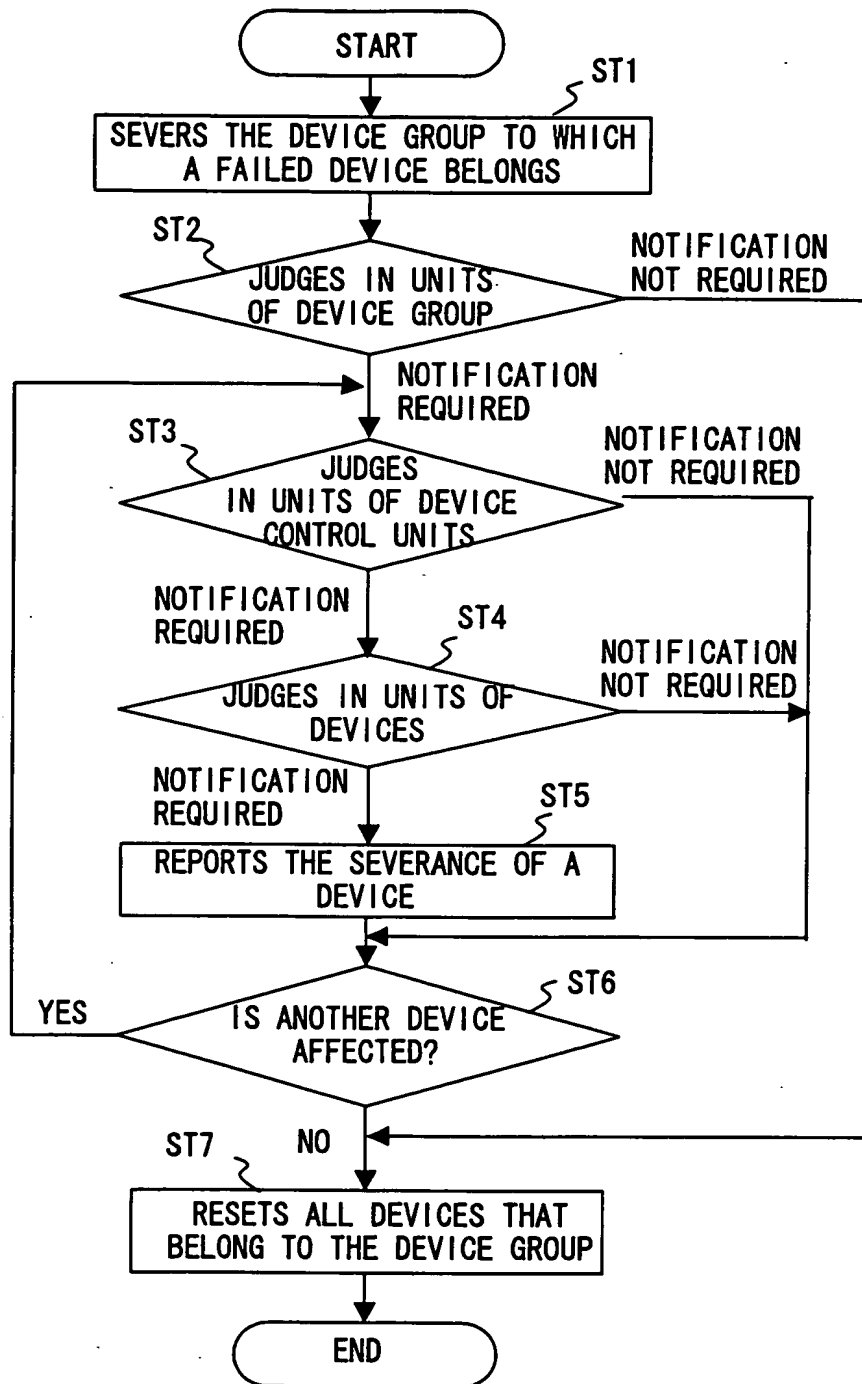 START
ST1
SEVERS THE DEVICE GROUP TO WHICH
A FAILED DEVICE BELONGS
ST2
JUDGES IN UNITS
OF DEVICE GROUP
NOTIFICATION
NOT REQUIRED
NOTIFICATION
REQUIRED
ST3
JUDGES
IN UNITS OF DEVICE
CONTROL UNITS
NOTIFICATION
NOT REQUIRED
NOTIFICATION
REQUIRED
ST4
JUDGES IN UNITS OF
DEVICES
NOTIFICATION
NOT REQUIRED
NOTIFICATION
REQUIRED
ST5
REPORTS THE SEVERANCE OF A
DEVICE
ST6
IS ANOTHER DEVICE
AFFECTED?
YES
NO
ST7
RESETS ALL DEVICES THAT
BELONG TO THE DEVICE GROUP
END